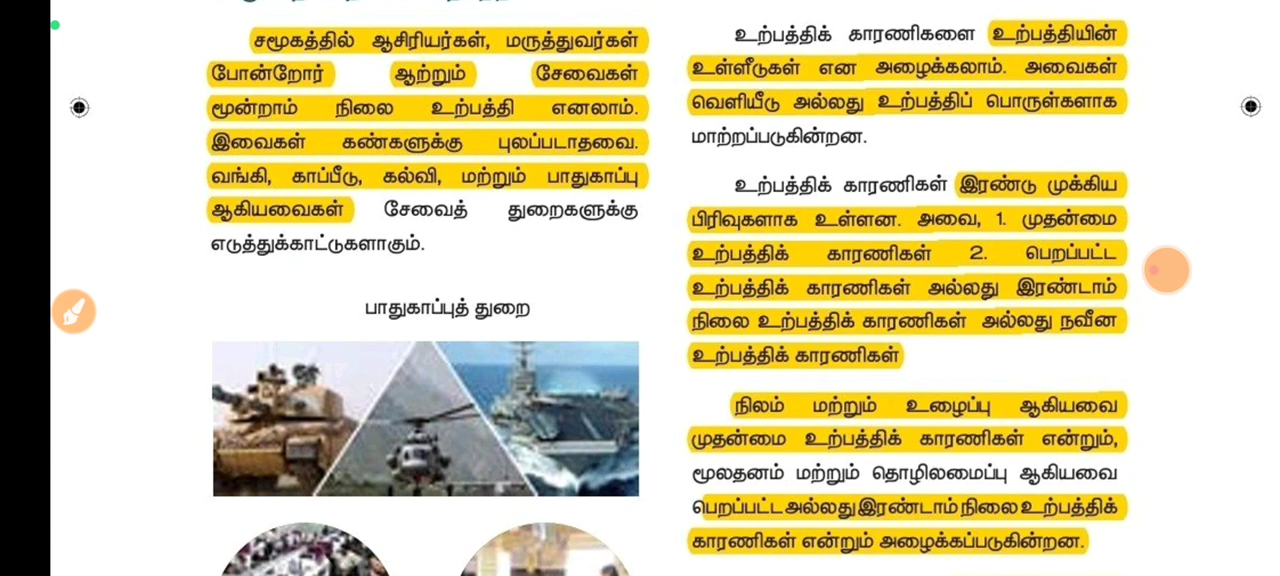 சமூகத்தில் ஆசிரியர்கள், மருத்துவர்கள்
போன்றோர் ஆற்றும் சேவைகள்
மூன்றாம் நிலை உற்பத்தி எனலாம்.
இவைகள் கண்களுக்கு புலப்படாதவை.
வங்கி, காப்பீடு, கல்வி, மற்றும் பாதுகாப்பு
ஆகியவைகள் சேவைத் துறைகளுக்கு
எடுத்துக்காட்டுகளாகும்.
பாதுகாப்புத் துறை
உற்பத்திக் காரணிகளை உற்பத்தியின்
உள்ளீடுகள் என அழைக்கலாம். அவைகள்
வெளியீடு அல்லது உற்பத்திப் பொருள்களாக
மாற்றப்படுகின்றன.
உற்பத்திக் காரணிகள் இரண்டு முக்கிய
பிரிவுகளாக உள்ளன. அவை, 1. முதன்மை
உற்பத்திக் காரணிகள் 2. பெறப்பட்ட
உற்பத்திக் காரணிகள் அல்லது இரண்டாம்
நிலை உற்பத்திக் காரணிகள் அல்லது நவீன
உற்பத்திக் காரணிகள்
நிலம் மற்றும் உழைப்பு ஆகியவை
முதன்மை உற்பத்திக் காரணிகள் என்றும்,
மூலதனம் மற்றும் தொழிலமைப்பு ஆகியவை
பெறப்பட்ட அல்லது இரண்டாம் நிலை உற்பத்திக்
காரணிகள் என்றும் அழைக்கப்படுகின்றன.